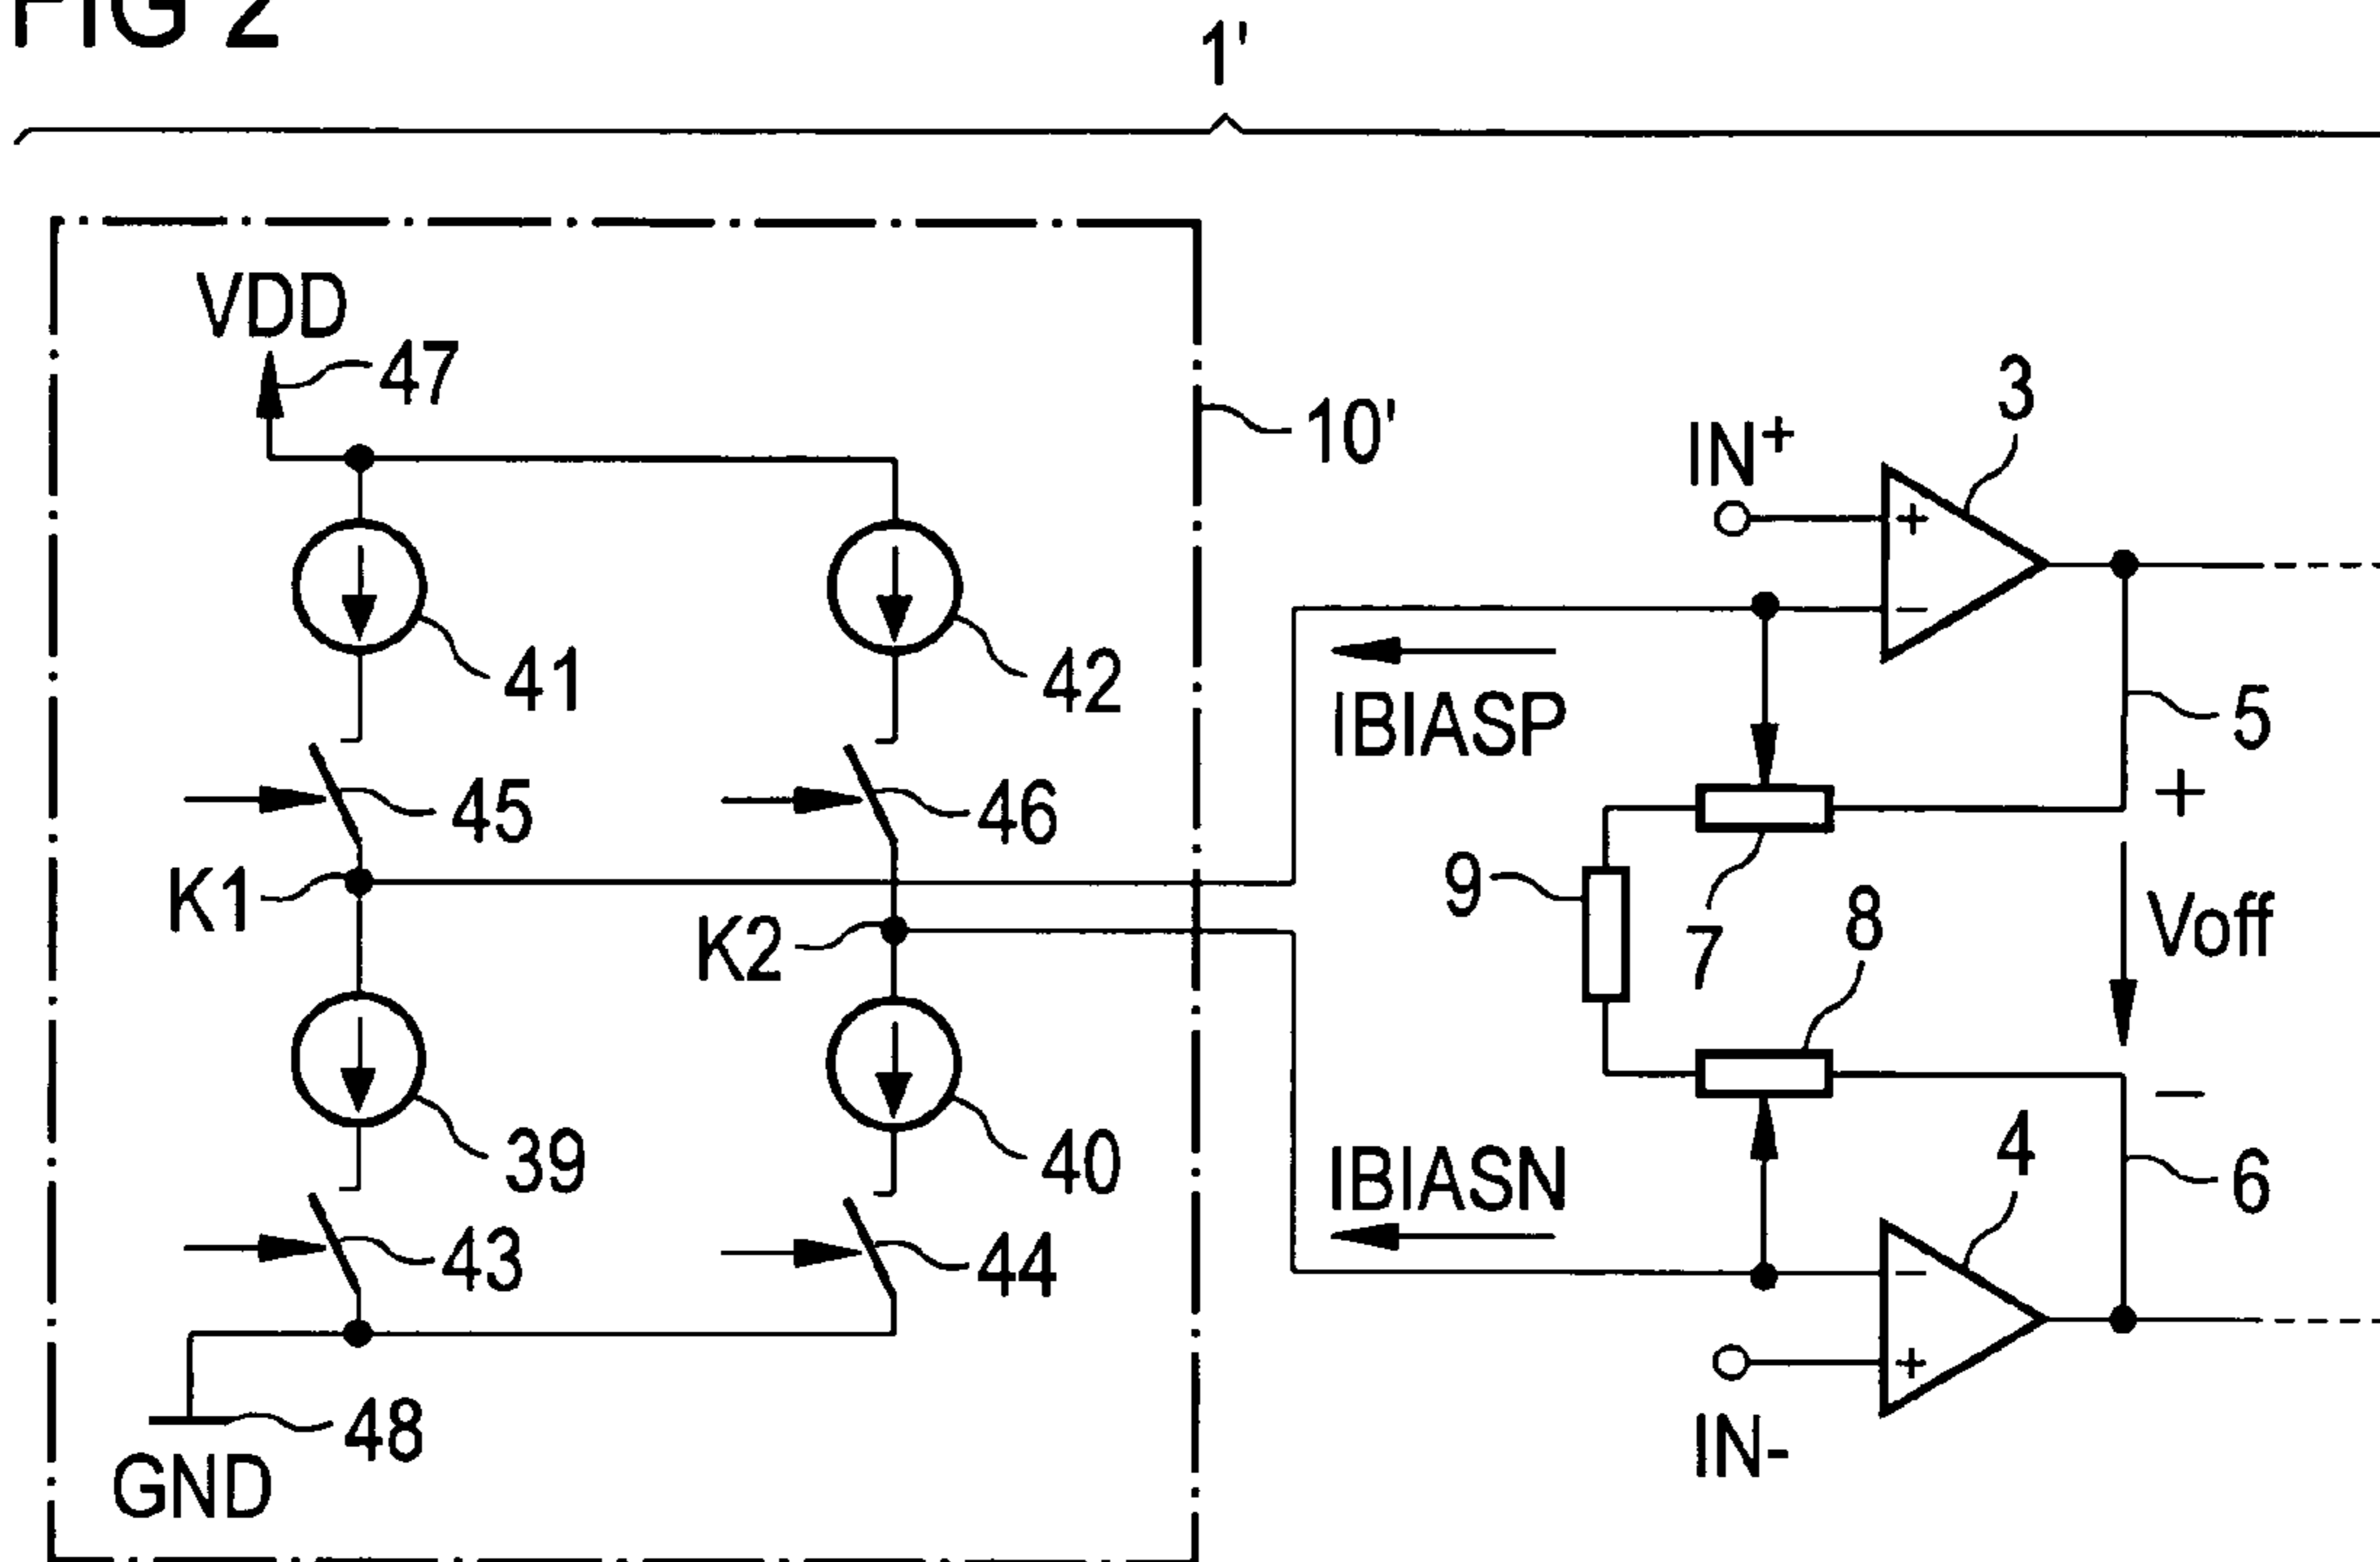 FIG 2
1'
VDD
47
10'
3
IN+
+
−
41
42
IBIASP
5
45
46
+
K1
9
K2
7
8
Voff
39
40
−
IBIASN
4
6
43
44
−
+
48
IN-
GND